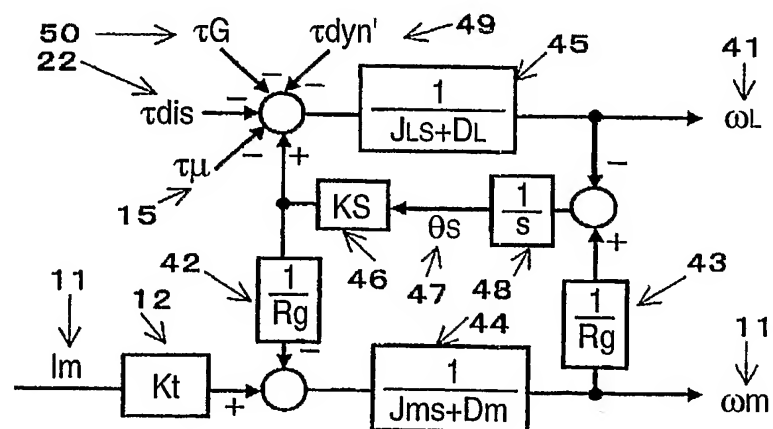 50 τG τdyn' 49 45 41
22
τdis − − − 1 / JLS+DL ωL
τμ − + −
15 KS θs 1 / s
42 46 47 48 + 43
11 12 1 / Rg 44 1 / Rg 11
Im Kt + − 1 / Jms+Dm ωm